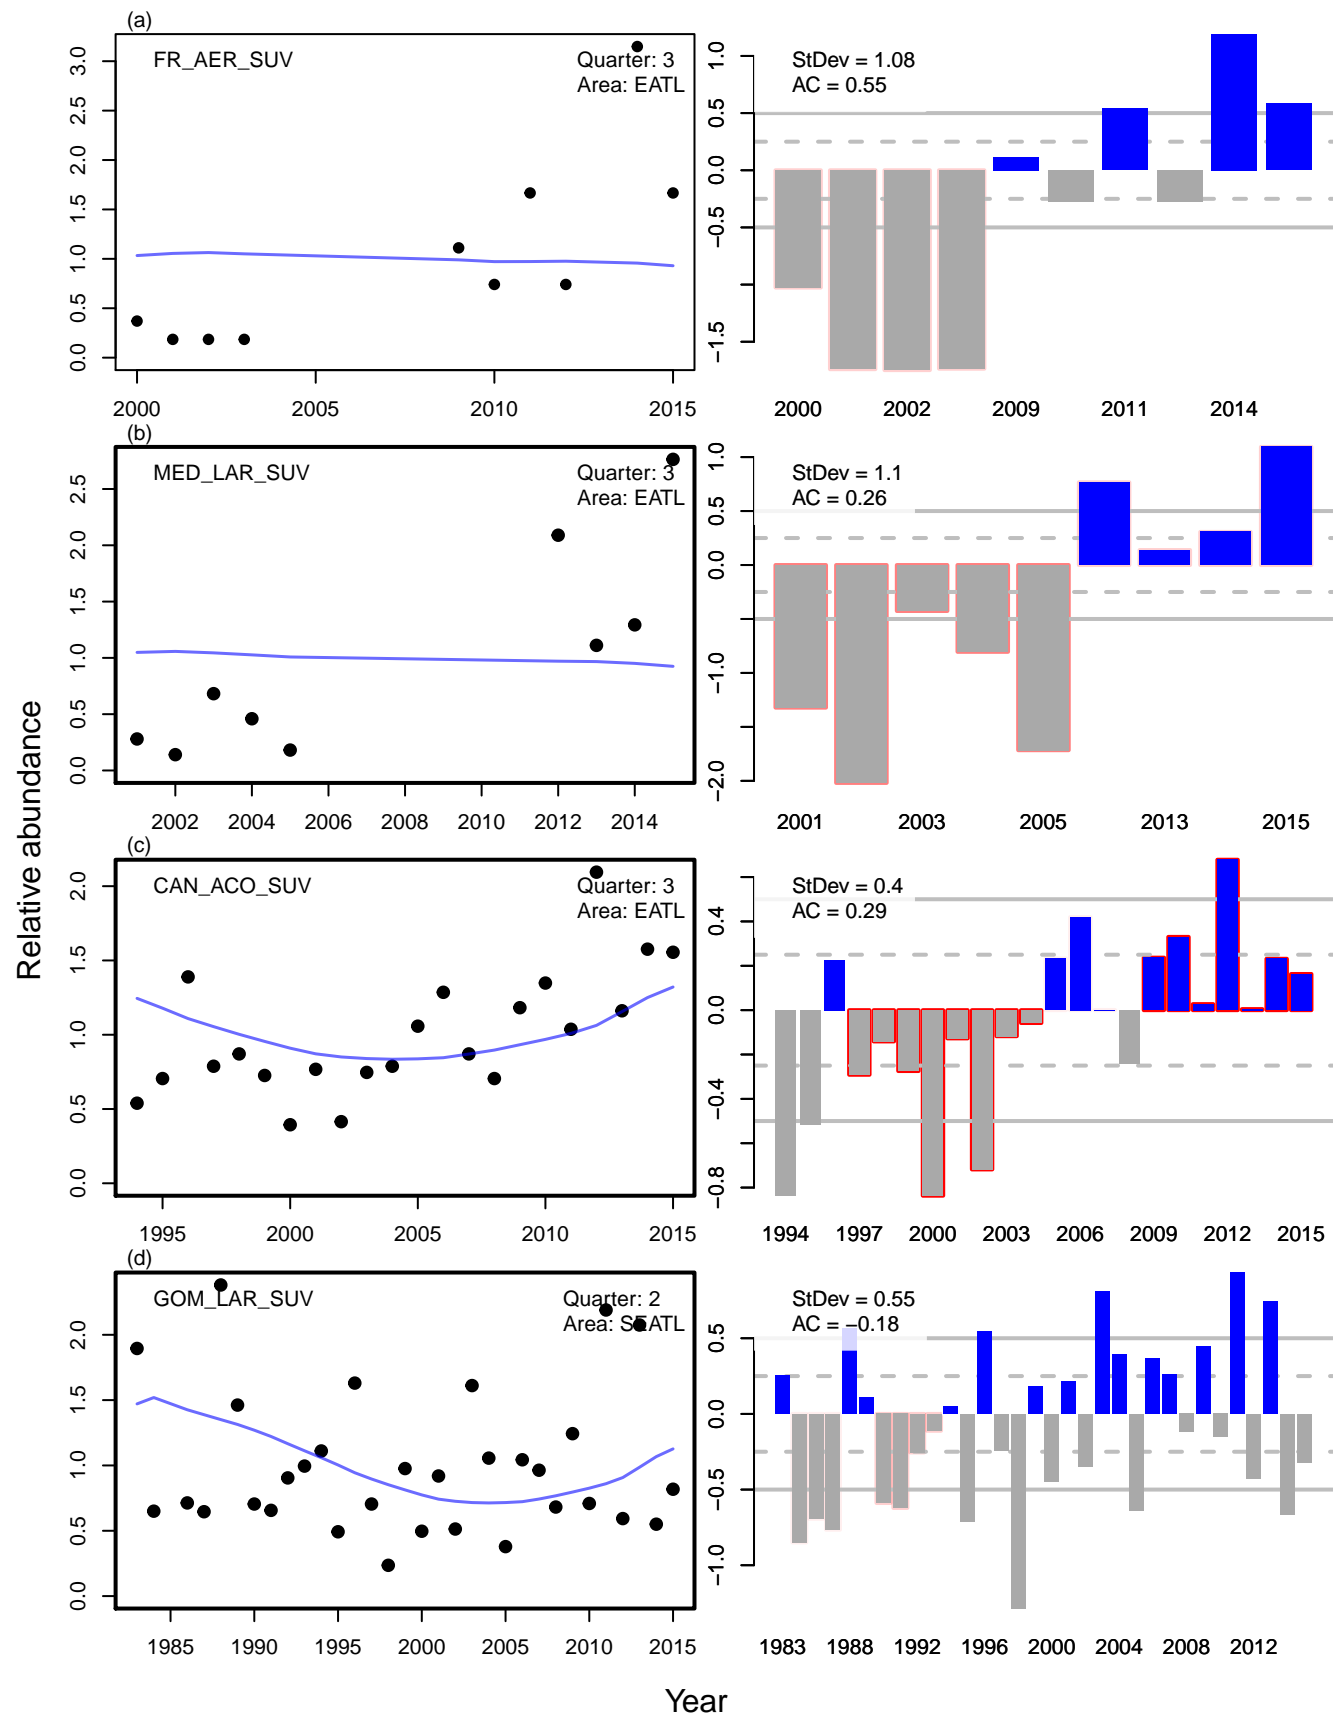 (a)
FR_AER_SUV
Quarter: 3
Area: EATL
0.0 0.5 1.0 1.5 2.0 2.5 3.0
2000 2005 2010 2015
StDev = 1.08
AC = 0.55
−1.5 −0.5 0.0 0.5 1.0
2000 2002 2009 2011 2014
(b)
MED_LAR_SUV
Quarter: 3
Area: EATL
0.0 0.5 1.0 1.5 2.0 2.5
2002 2004 2006 2008 2010 2012 2014
StDev = 1.1
AC = 0.26
−2.0 −1.0 0.0 0.5 1.0
2001 2003 2005 2013 2015
(c)
CAN_ACO_SUV
Quarter: 3
Area: EATL
0.0 0.5 1.0 1.5 2.0
1995 2000 2005 2010 2015
StDev = 0.4
AC = 0.29
−0.8 −0.4 0.0 0.4
1994 1997 2000 2003 2006 2009 2012 2015
(d)
GOM_LAR_SUV
Quarter: 2
Area: SEATL
0.0 0.5 1.0 1.5 2.0
1985 1990 1995 2000 2005 2010 2015
StDev = 0.55
AC = −0.18
−1.0 −0.5 0.0 0.5
1983 1988 1992 1996 2000 2004 2008 2012
Relative abundance
Year